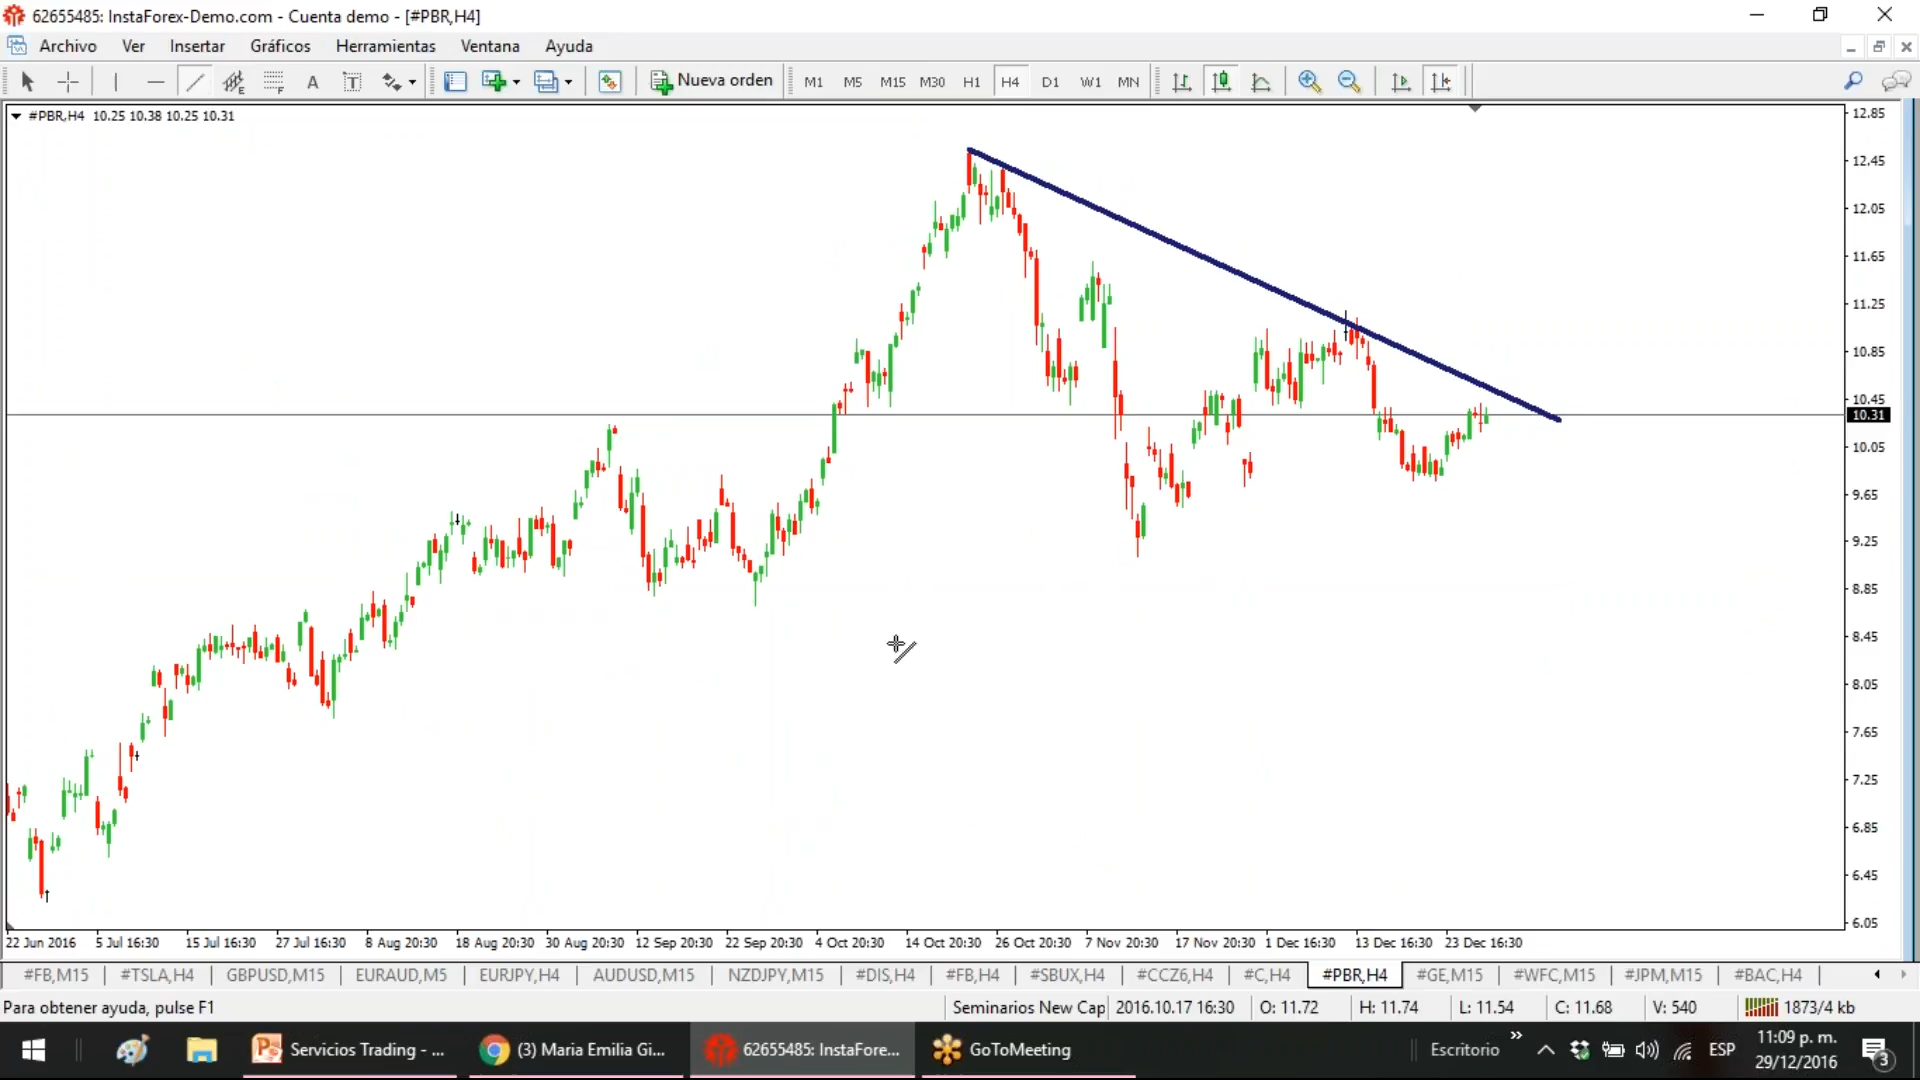 62655485: InstaForex-Demo.com - Cuenta demo - [#PBR,H4]
Archivo Ver Insertar Gráficos Herramientas Ventana Ayuda
E F A T Nueva orden M1 M5 M15 M30 H1 H4 D1 W1 MN
#PBR,H4 10.25 10.38 10.25 10.31
12.85
12.45
12.05
11.65
11.25
10.85
10.45
10.31
10.05
9.65
9.25
8.85
8.45
8.05
7.65
7.25
6.85
6.45
6.05
22 Jun 2016 5 Jul 16:30 15 Jul 16:30 27 Jul 16:30 8 Aug 20:30 18 Aug 20:30 30 Aug 20:30 12 Sep 20:30 22 Sep 20:30 4 Oct 20:30 14 Oct 20:30 26 Oct 20:30 7 Nov 20:30 17 Nov 20:30 1 Dec 16:30 13 Dec 16:30 23 Dec 16:30
#FB,M15 #TSLA,H4 GBPUSD,M15 EURAUD,M5 EURJPY,H4 AUDUSD,M15 NZDJPY,M15 #DIS,H4 #FB,H4 #SBUX,H4 #CCZ6,H4 #C,H4 #PBR,H4 #GE,M15 #WFC,M15 #JPM,M15 #BAC,H4
Para obtener ayuda, pulse F1 Seminarios New Cap 2016.10.17 16:30 O: 11.72 H: 11.74 L: 11.54 C: 11.68 V: 540 1873/4 kb
Servicios Trading - ... (3) Maria Emilia Gi... 62655485: InstaFore... GoToMeeting Escritorio ESP 11:09 p. m.
29/12/2016 3